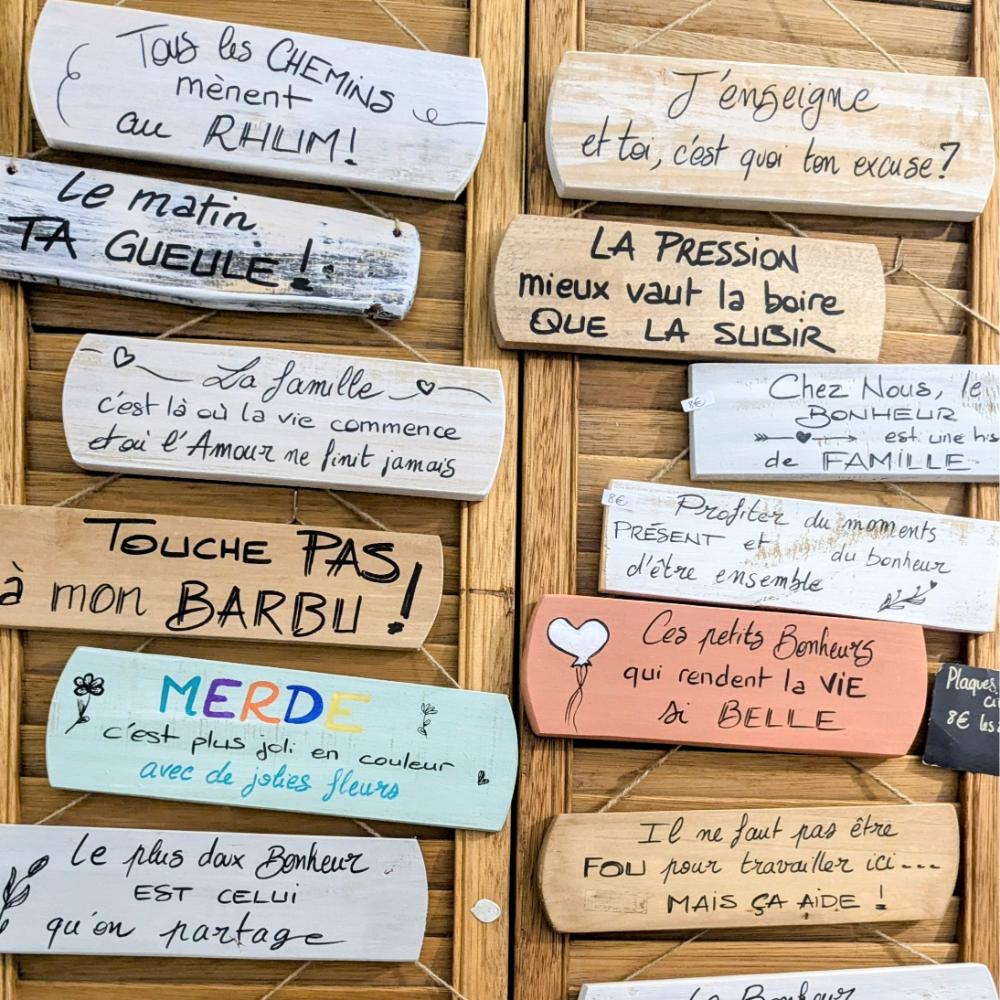 Tous les CHEMINS
mènent
au RHUM!
Le matin
TA GUEULE !
La famille
c'est là où la vie commence
et où l'Amour ne finit jamais
TOUCHE PAS
à mon BARBU !
MERDE
c'est plus joli en couleur
avec de jolies fleurs
Le plus doux Bonheur
EST CELUI
qu'on partage
J'enseigne
et toi, c'est quoi ton excuse?
LA PRESSION
mieux vaut la boire
QUE LA SUBIR
8€
Chez Nous, le
BONHEUR
est une his
de FAMILLE
8€
Profiter du moments
PRÉSENT et du bonheur
d'être ensemble
Ces petits Bonheurs
qui rendent la VIE
si BELLE
Plaques
8€ les
Il ne faut pas être
FOU pour travailler ici---
MAIS ÇA AIDE !
Le Bonheur